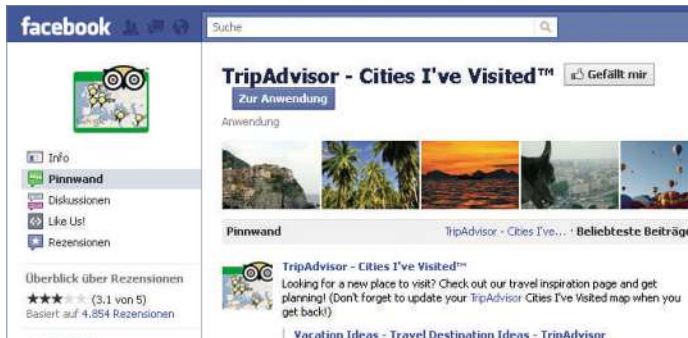 facebook
Suche
TripAdvisor - Cities I've Visited™
Gefällt mir
Zur Anwendung
Anwendung
Info
Pinnwand
Diskussionen
Like Us!
Rezensionen
Überblick über Rezensionen
(3.1 von 5)
Basiert auf 4.854 Rezensionen
Pinnwand
TripAdvisor - Cities I've... · Beliebteste Beiträge
TripAdvisor - Cities I've Visited™
Looking for a new place to visit? Check out our travel inspiration page and get
planning! (Don't forget to update your TripAdvisor Cities I've Visited map when you
get back!)
Vacation Ideas - Travel Destination Ideas - TripAdvisor